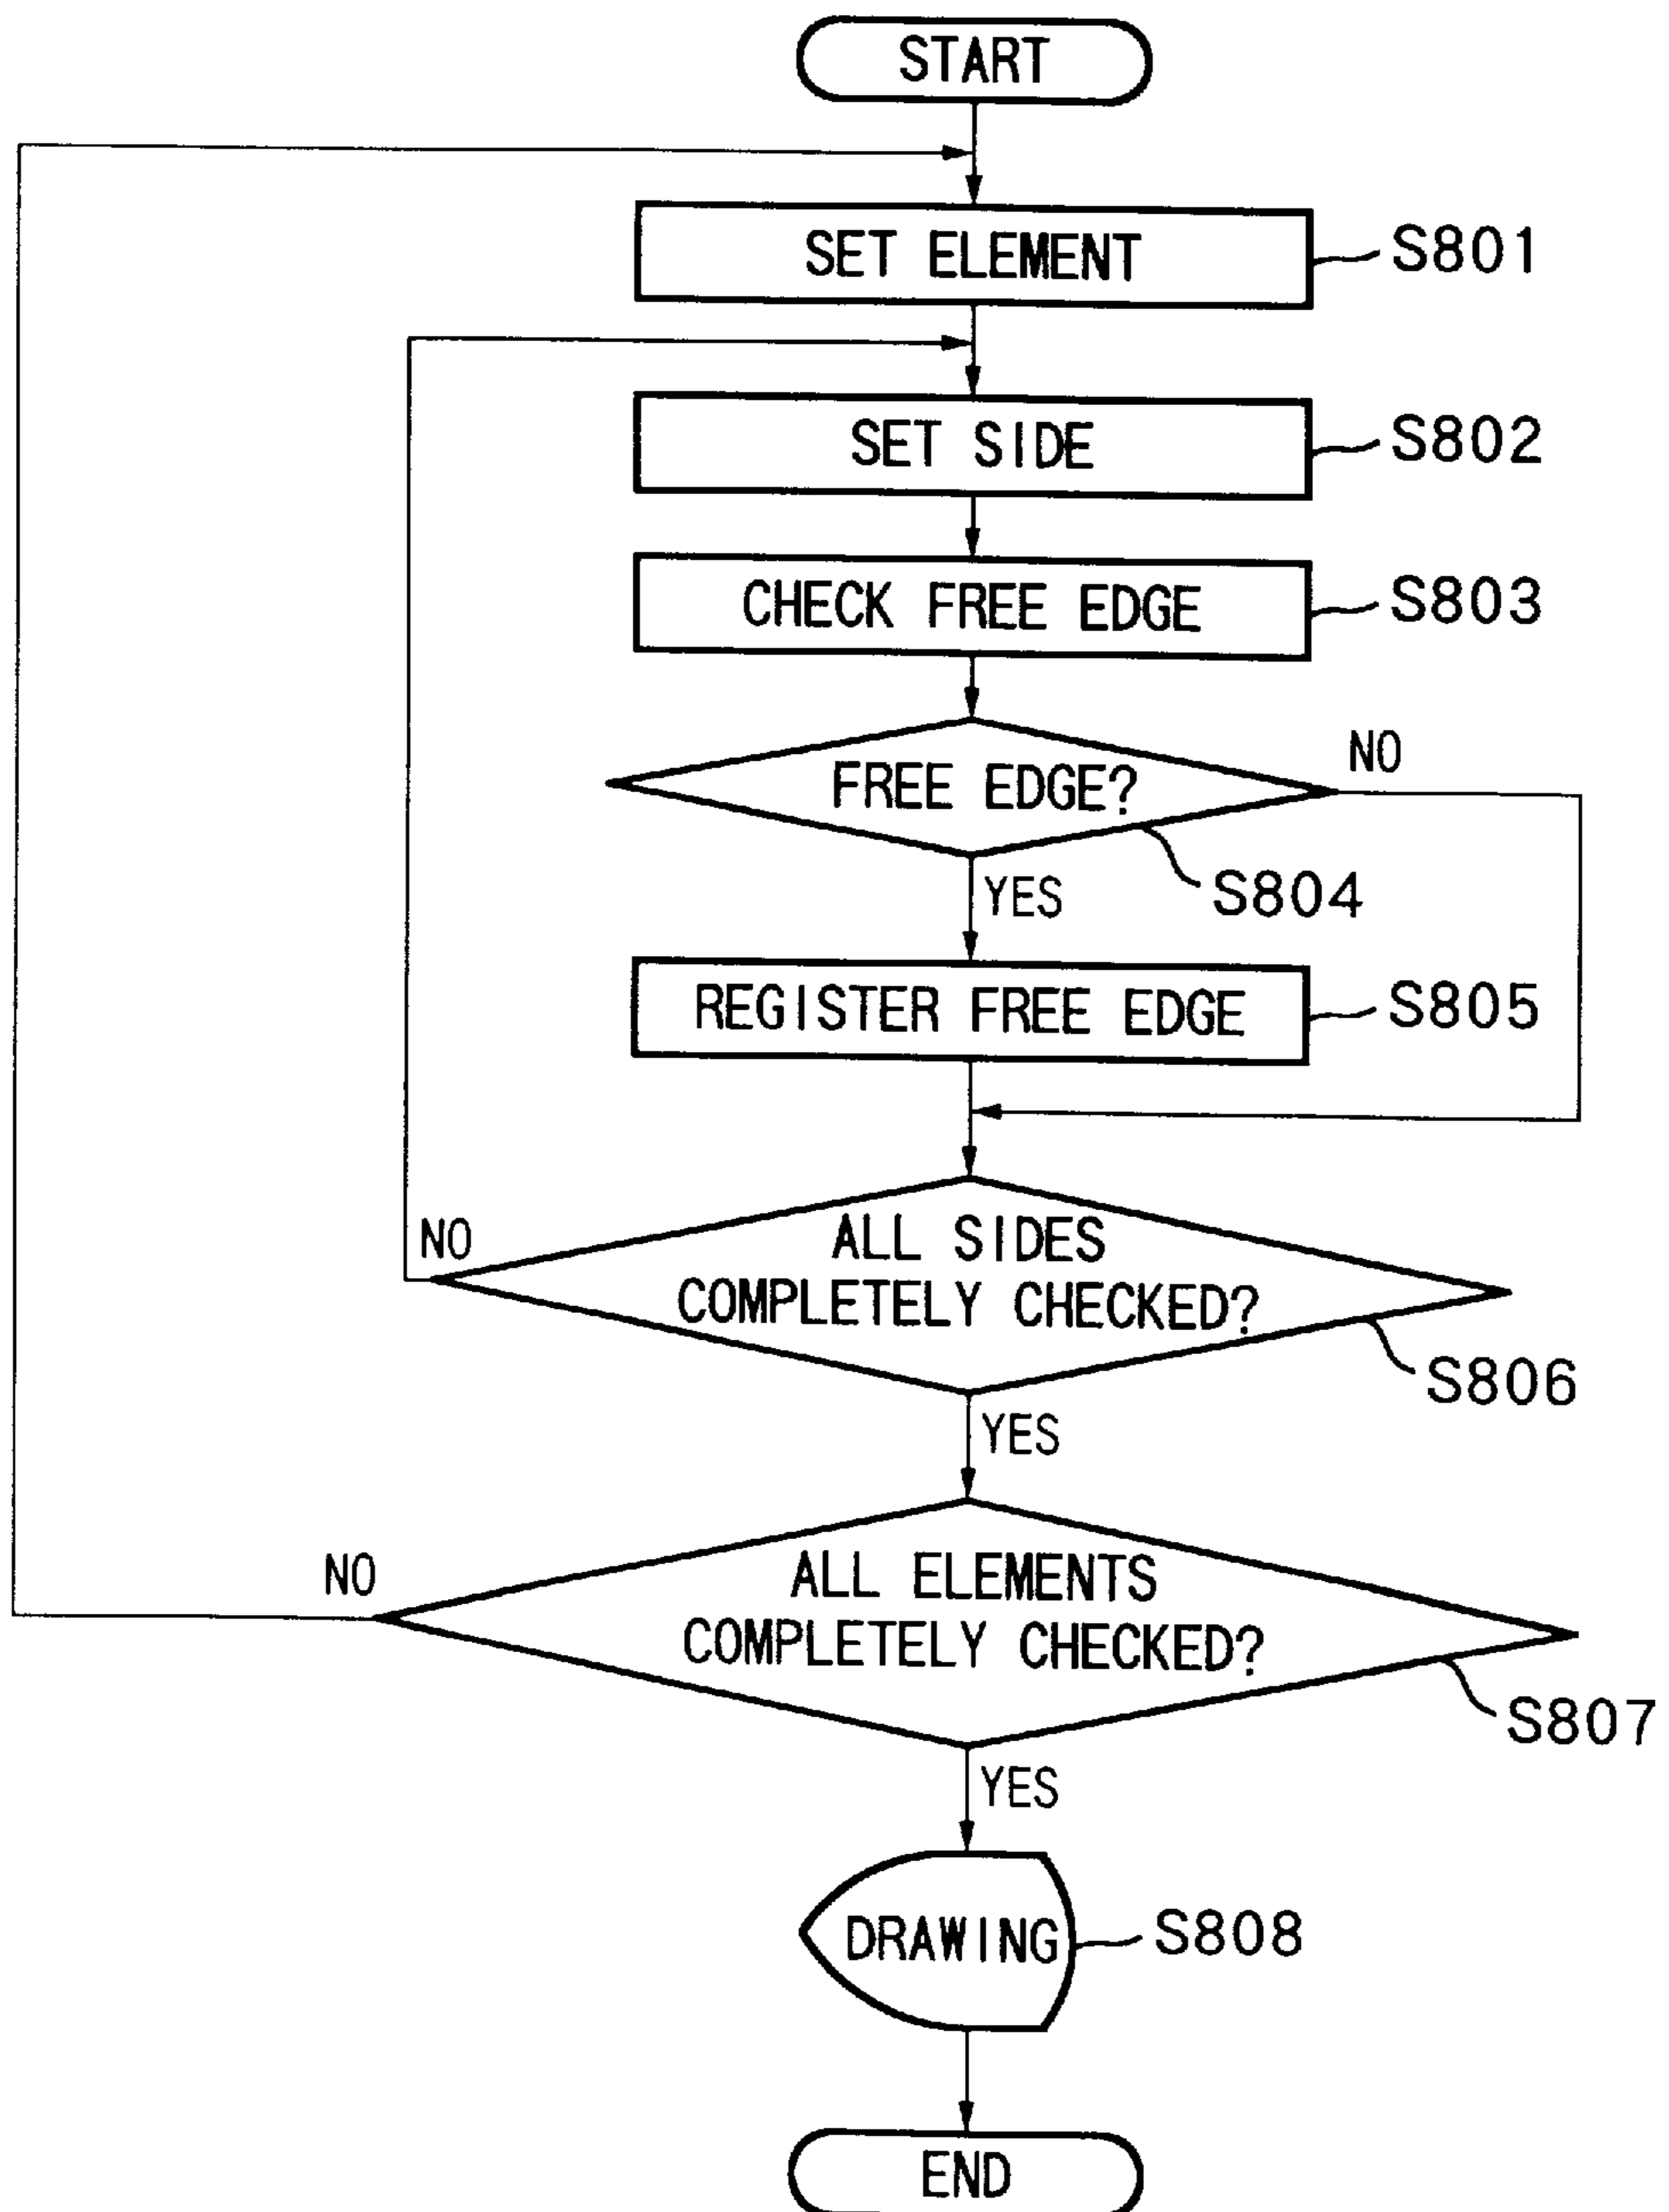 START
SET ELEMENT
S801
SET SIDE
S802
CHECK FREE EDGE
S803
NO
FREE EDGE?
S804
YES
REGISTER FREE EDGE
S805
NO
ALL SIDES
COMPLETELY CHECKED?
S806
YES
NO
ALL ELEMENTS
COMPLETELY CHECKED?
S807
YES
DRAWING
S808
END